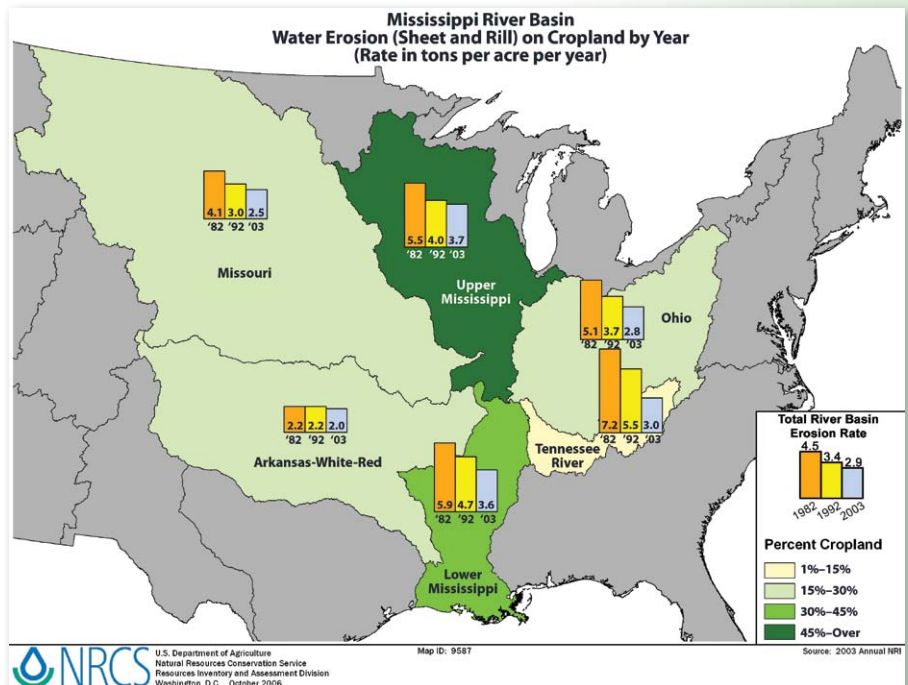 Mississippi River Basin
Water Erosion (Sheet and Rill) on Cropland by Year
(Rate in tons per acre per year)
4.1 3.0 2.5
'82 '92 '03
Missouri
5.5 4.0 3.7
'82 '92 '03
Upper
Mississippi
5.1 3.7 2.8
'82 '92 '03
Ohio
7.2 5.5 3.0
'82 '92 '03
Tennessee
River
2.2 2.2 2.0
'82 '92 '03
Arkansas-White-Red
5.9 4.7 3.6
'82 '92 '03
Lower
Mississippi
Total River Basin
Erosion Rate
4.5 3.4 2.9
1982 1992 2003
Percent Cropland
1%–15%
15%–30%
30%–45%
45%–Over
NRCS
U.S. Department of Agriculture
Natural Resources Conservation Service
Resources Inventory and Assessment Division
Washington, D.C. October 2006
Map ID: 9587
Source: 2003 Annual NRI